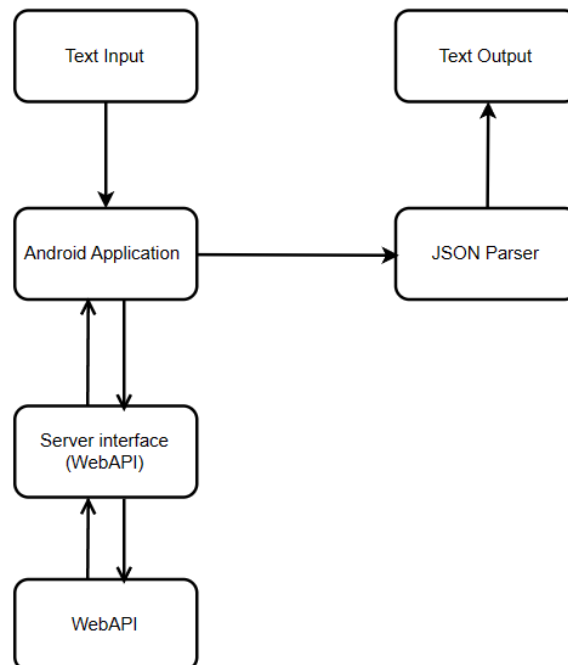 Text Input
Text Output
Android Application
JSON Parser
Server interface
(WebAPI)
WebAPI